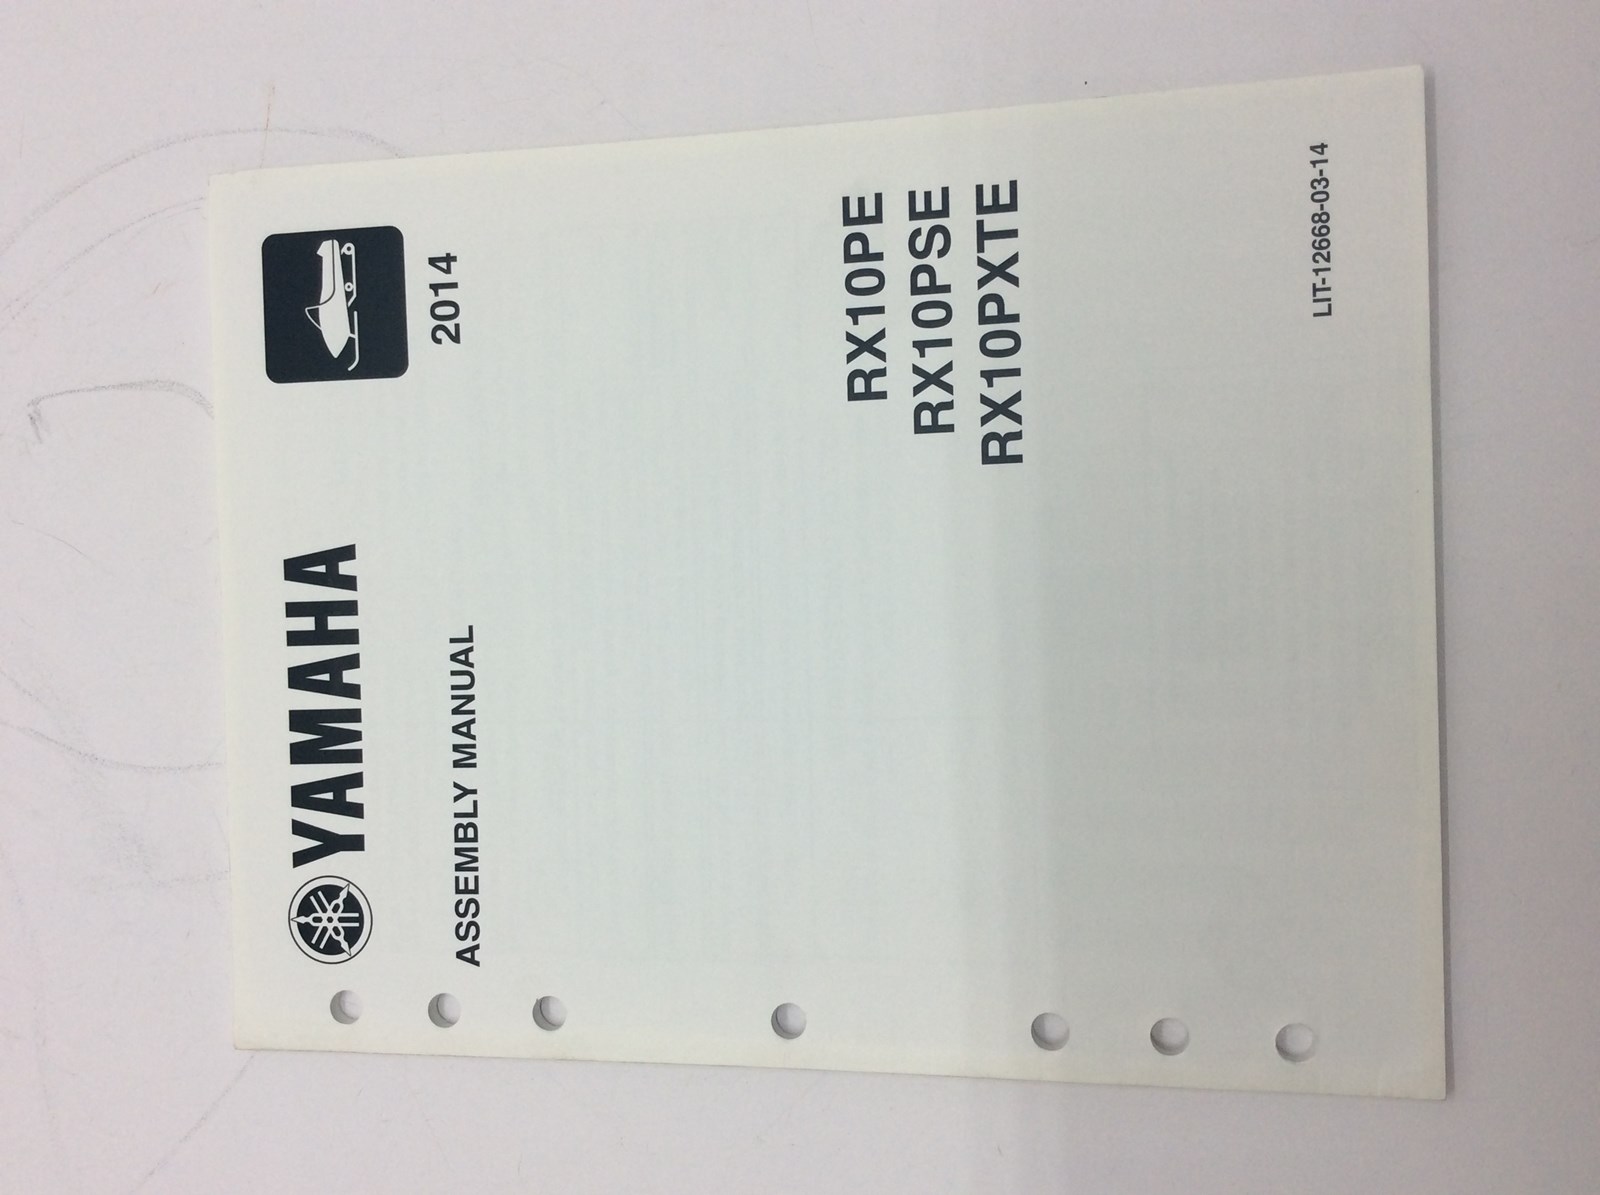 YAMAHA
2014
ASSEMBLY MANUAL
RX10PE
RX10PSE
RX10PXTE
LIT-12668-03-14